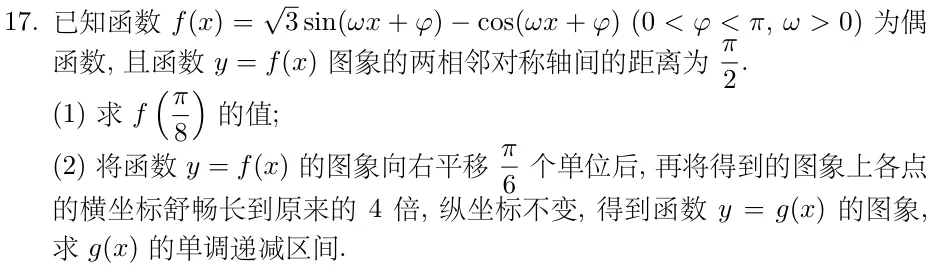 17. 已知函数 f(x) = √3 sin(ωx + φ) − cos(ωx + φ) (0 < φ < π, ω > 0) 为偶
函数, 且函数 y = f(x) 图象的两相邻对称轴间的距离为 π/2.
(1) 求 f(π/8) 的值;
(2) 将函数 y = f(x) 的图象向右平移 π/6 个单位后, 再将得到的图象上各点
的横坐标舒畅长到原来的 4 倍, 纵坐标不变, 得到函数 y = g(x) 的图象,
求 g(x) 的单调递减区间.